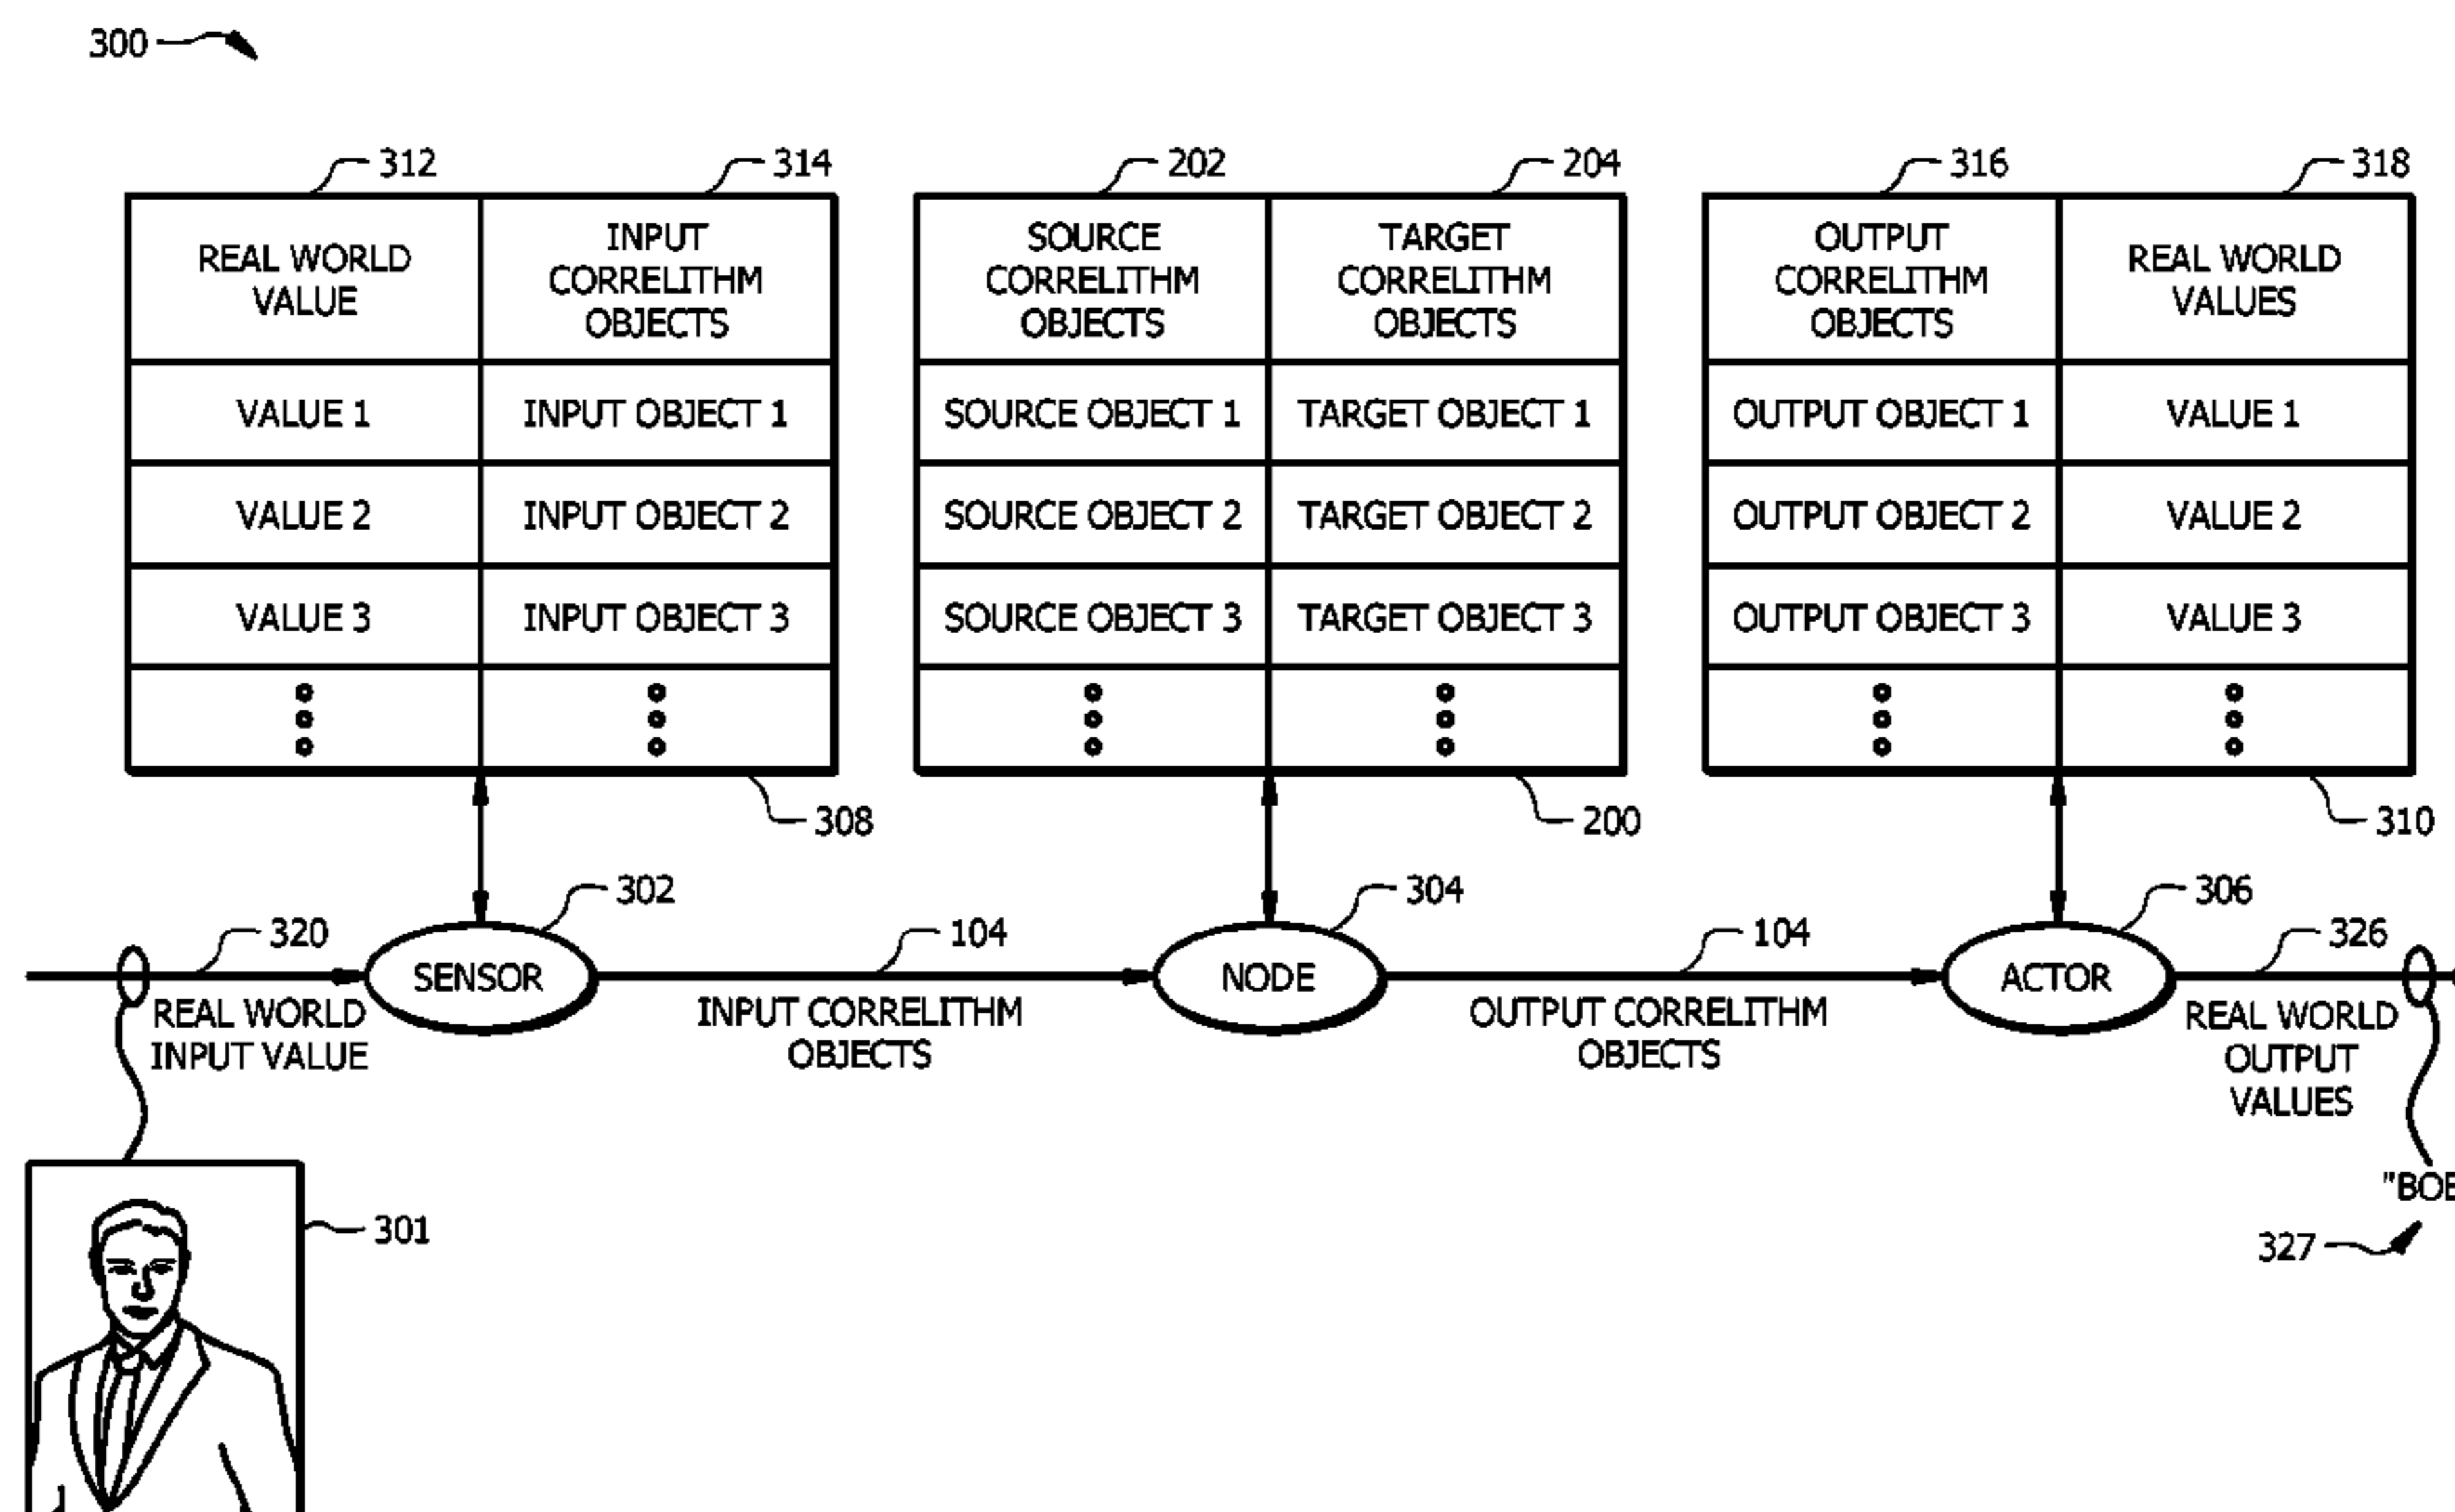 300
312
314
202
204
316
318
REAL WORLD
VALUE
INPUT
CORRELITHM
OBJECTS
SOURCE
CORRELITHM
OBJECTS
TARGET
CORRELITHM
OBJECTS
OUTPUT
CORRELITHM
OBJECTS
REAL WORLD
VALUES
VALUE 1
INPUT OBJECT 1
SOURCE OBJECT 1
TARGET OBJECT 1
OUTPUT OBJECT 1
VALUE 1
VALUE 2
INPUT OBJECT 2
SOURCE OBJECT 2
TARGET OBJECT 2
OUTPUT OBJECT 2
VALUE 2
VALUE 3
INPUT OBJECT 3
SOURCE OBJECT 3
TARGET OBJECT 3
OUTPUT OBJECT 3
VALUE 3
308
200
310
302
304
306
320
104
104
326
SENSOR
NODE
ACTOR
REAL WORLD
INPUT VALUE
INPUT CORRELITHM
OBJECTS
OUTPUT CORRELITHM
OBJECTS
REAL WORLD
OUTPUT
VALUES
301
327